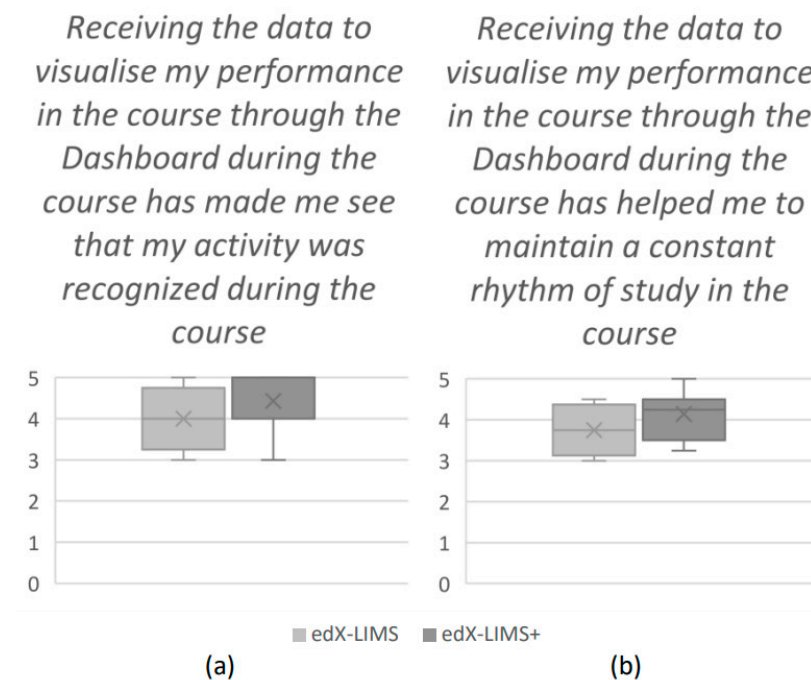 Receiving the data to
visualise my performance
in the course through the
Dashboard during the
course has made me see
that my activity was
recognized during the
course
5
4
3
2
1
0
Receiving the data to
visualise my performance
in the course through the
Dashboard during the
course has helped me to
maintain a constant
rhythm of study in the
course
5
4
3
2
1
0
edX-LIMS edX-LIMS+
(a) (b)